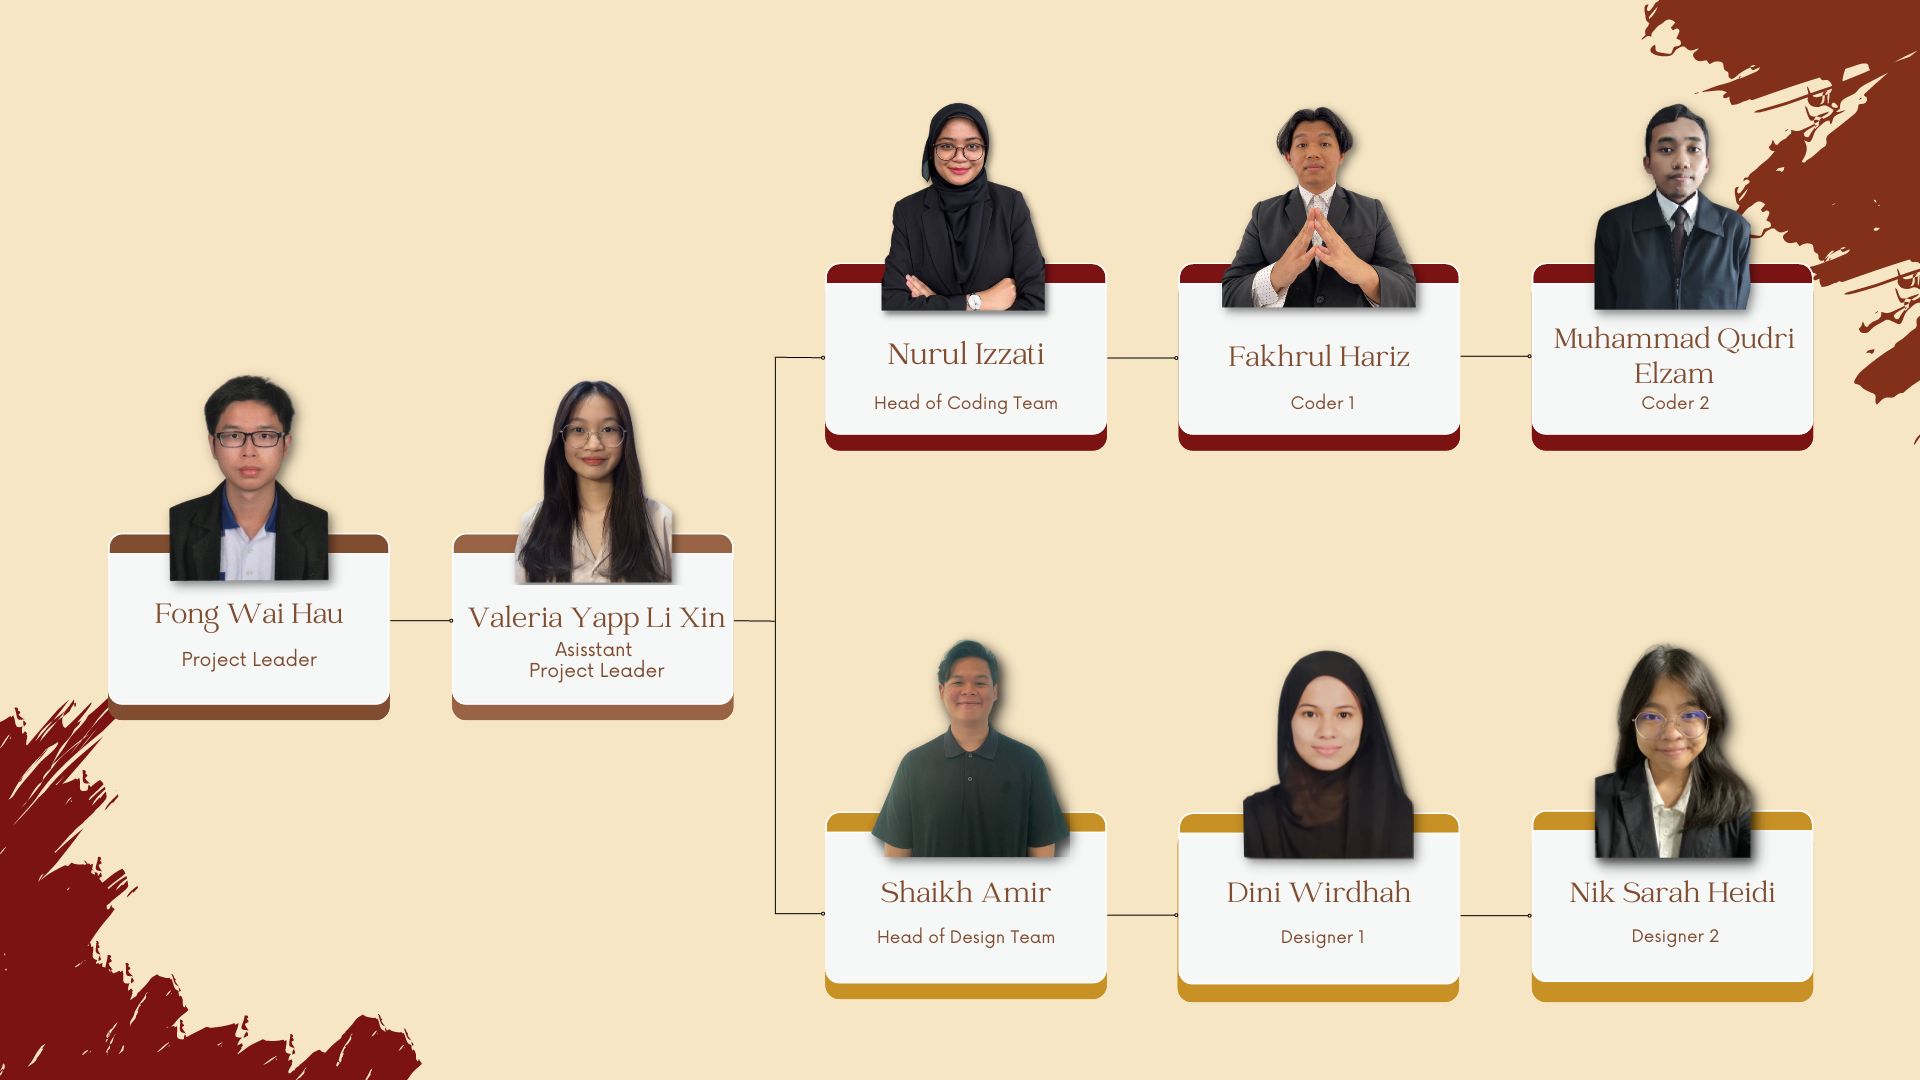 Nurul Izzati
Head of Coding Team
Fakhrul Hariz
Coder 1
Muhammad Qudri
Elzam
Coder 2
Fong Wai Hau
Project Leader
Valeria Yapp Li Xin
Asisstant
Project Leader
Shaikh Amir
Head of Design Team
Dini Wirdhah
Designer 1
Nik Sarah Heidi
Designer 2